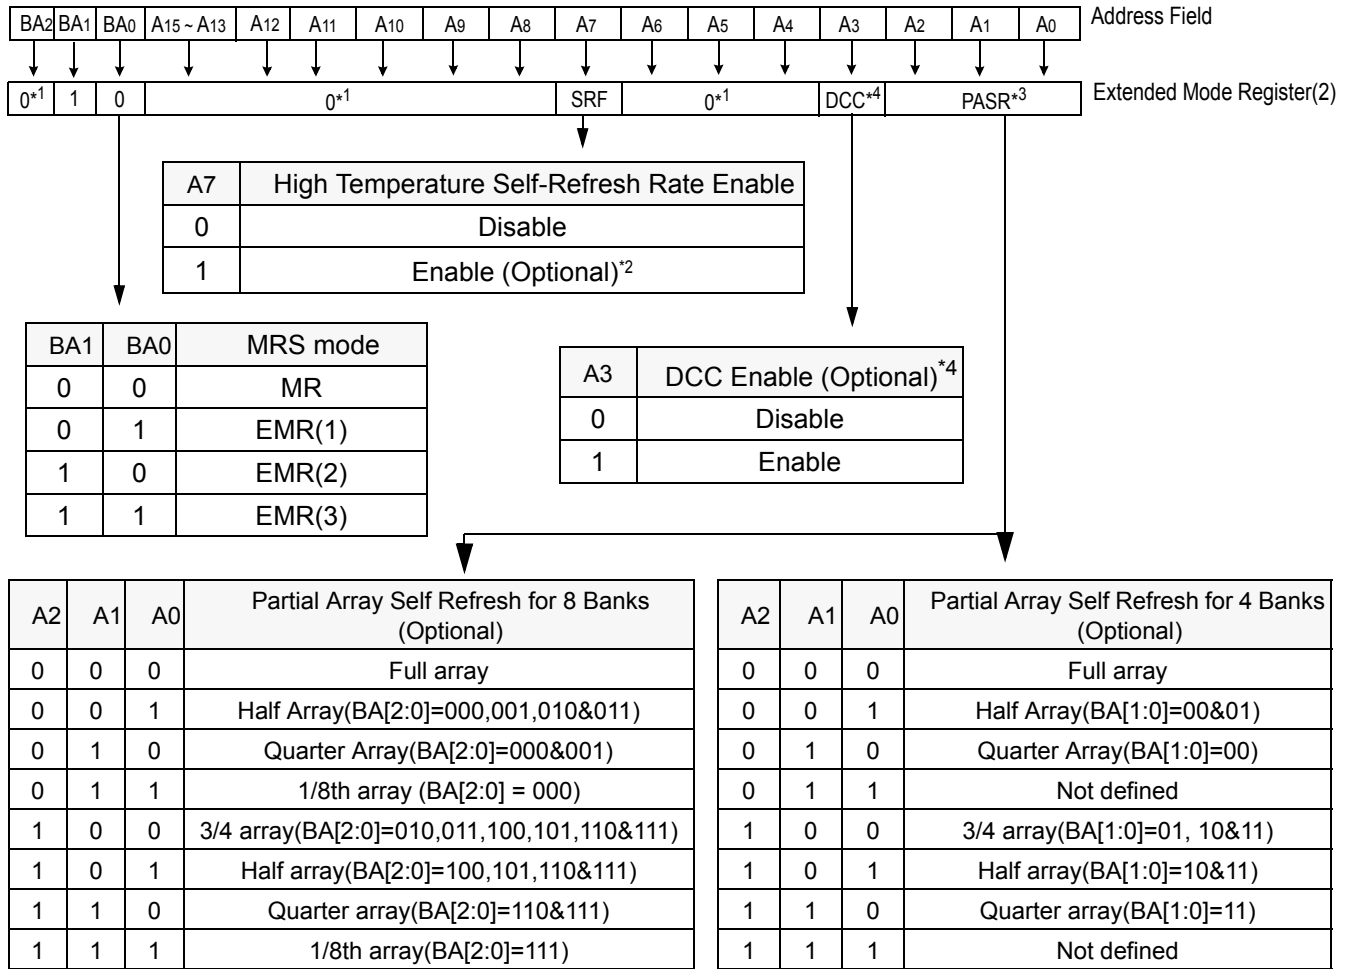 BA2 BA1 BA0 A15 ~ A13 A12 A11 A10 A9 A8 A7 A6 A5 A4 A3 A2 A1 A0 Address Field
0*1 1 0 0*1 SRF 0*1 DCC*4 PASR*3 Extended Mode Register(2)
A7 High Temperature Self-Refresh Rate Enable
0 Disable
1 Enable (Optional)*2
BA1 BA0 MRS mode
0 0 MR
0 1 EMR(1)
1 0 EMR(2)
1 1 EMR(3)
A3 DCC Enable (Optional)*4
0 Disable
1 Enable
A2 A1 A0 Partial Array Self Refresh for 8 Banks
(Optional)
0 0 0 Full array
0 0 1 Half Array(BA[2:0]=000,001,010&011)
0 1 0 Quarter Array(BA[2:0]=000&001)
0 1 1 1/8th array (BA[2:0] = 000)
1 0 0 3/4 array(BA[2:0]=010,011,100,101,110&111)
1 0 1 Half array(BA[2:0]=100,101,110&111)
1 1 0 Quarter array(BA[2:0]=110&111)
1 1 1 1/8th array(BA[2:0]=111)
A2 A1 A0 Partial Array Self Refresh for 4 Banks
(Optional)
0 0 0 Full array
0 0 1 Half Array(BA[1:0]=00&01)
0 1 0 Quarter Array(BA[1:0]=00)
0 1 1 Not defined
1 0 0 3/4 array(BA[1:0]=01, 10&11)
1 0 1 Half array(BA[1:0]=10&11)
1 1 0 Quarter array(BA[1:0]=11)
1 1 1 Not defined